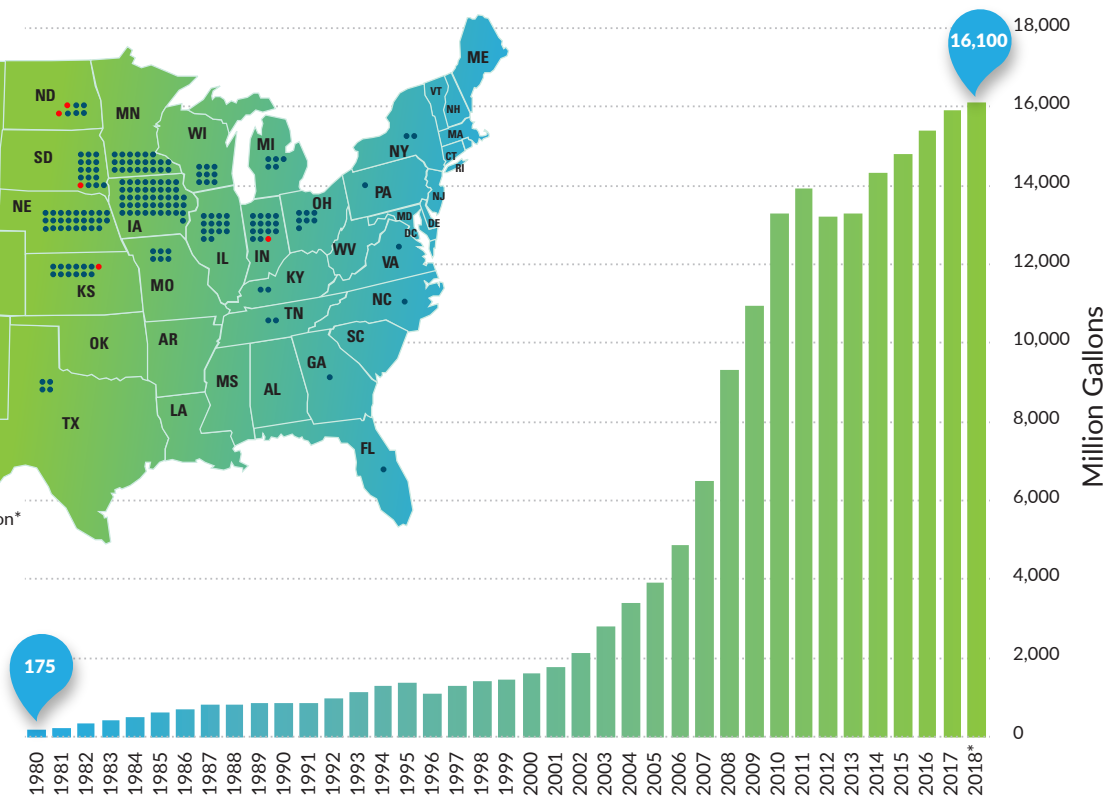 18,000
16,100
16,000
14,000
12,000
10,000
8,000
6,000
4,000
2,000
0
Million Gallons
ME
VT
NH
ND
MN
WI
MI
MA
NY
CT
RI
SD
PA
NJ
NE
OH
MD
DE
IA
DC
IL
IN
WV
VA
KS
MO
KY
NC
TN
OK
AR
SC
GA
MS
AL
LA
TX
FL
on*
175
1980
1981
1982
1983
1984
1985
1986
1987
1988
1989
1990
1991
1992
1993
1994
1995
1996
1997
1998
1999
2000
2001
2002
2003
2004
2005
2006
2007
2008
2009
2010
2011
2012
2013
2014
2015
2016
2017
2018*